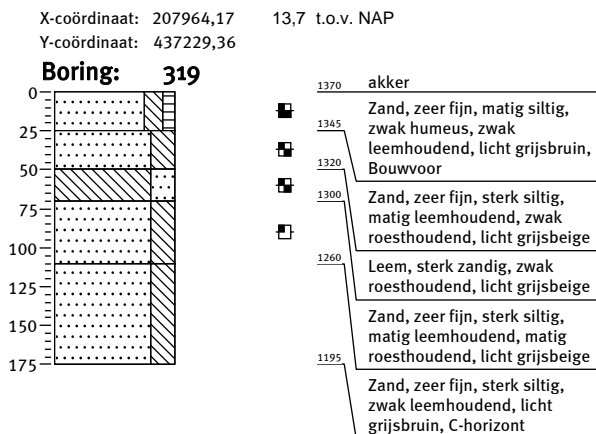 X-coördinaat: 207964,17 13,7 t.o.v. NAP
Y-coördinaat: 437229,36
Boring: 319
0
25
50
75
100
125
150
175
1370 akker
Zand, zeer fijn, matig siltig,
1345 zwak humeus, zwak
leemhoudend, licht grijsbruin,
Bouwvoor
1320
Zand, zeer fijn, sterk siltig,
1300 matig leemhoudend, zwak
roesthoudend, licht grijsbeige
1260 Leem, sterk zandig, zwak
roesthoudend, licht grijsbeige
Zand, zeer fijn, sterk siltig,
matig leemhoudend, matig
1195 roesthoudend, licht grijsbeige
Zand, zeer fijn, sterk siltig,
zwak leemhoudend, licht
grijsbruin, C-horizont